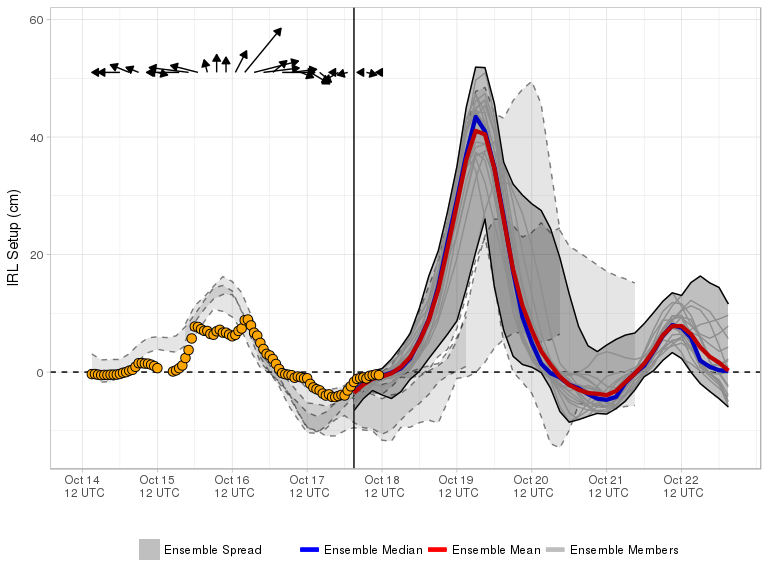 60
40
20
0
IRL Setup (cm)
Oct 14
12 UTC
Oct 15
12 UTC
Oct 16
12 UTC
Oct 17
12 UTC
Oct 18
12 UTC
Oct 19
12 UTC
Oct 20
12 UTC
Oct 21
12 UTC
Oct 22
12 UTC
Ensemble Spread
Ensemble Median
Ensemble Mean
Ensemble Members